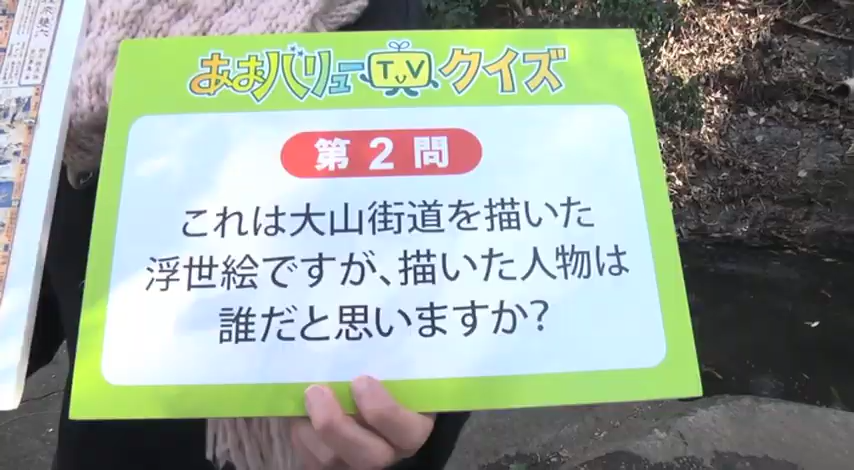 あおバリューTVクイズ
第2問
これは大山街道を描いた
浮世絵ですが、描いた人物は
誰だと思いますか?